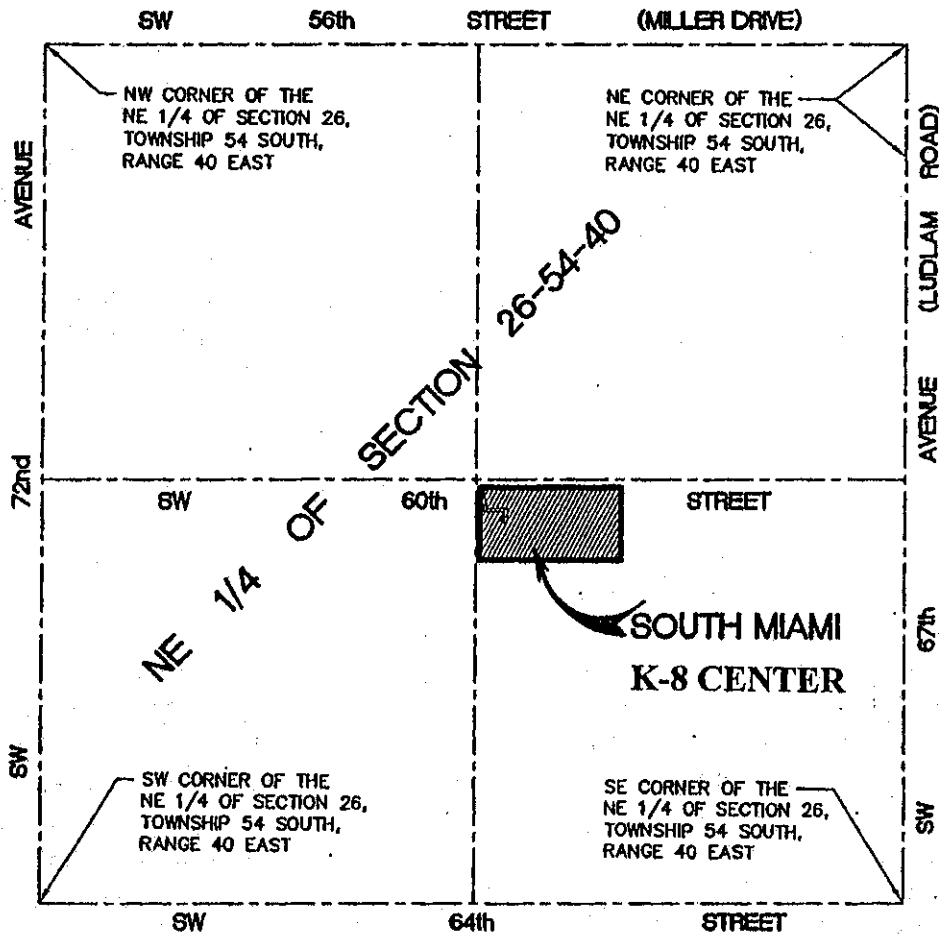 SW 56th STREET (MILLER DRIVE)
NW CORNER OF THE
NE 1/4 OF SECTION 26,
TOWNSHIP 54 SOUTH,
RANGE 40 EAST
NE CORNER OF THE
NE 1/4 OF SECTION 26,
TOWNSHIP 54 SOUTH,
RANGE 40 EAST
SW 72nd AVENUE
SW 67th AVENUE (LUDLAM ROAD)
NE 1/4 OF SECTION 26-54-40
SW 60th STREET
SOUTH MIAMI
K-8 CENTER
SW CORNER OF THE
NE 1/4 OF SECTION 26,
TOWNSHIP 54 SOUTH,
RANGE 40 EAST
SE CORNER OF THE
NE 1/4 OF SECTION 26,
TOWNSHIP 54 SOUTH,
RANGE 40 EAST
SW 64th STREET